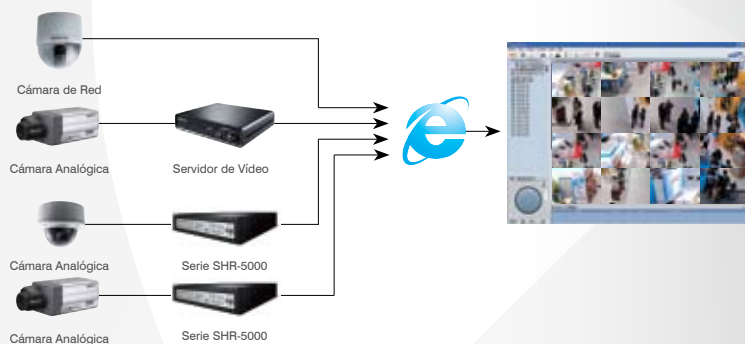 Cámara de Red
Cámara Analógica
Servidor de Vídeo
Cámara Analógica
Serie SHR-5000
Cámara Analógica
Serie SHR-5000